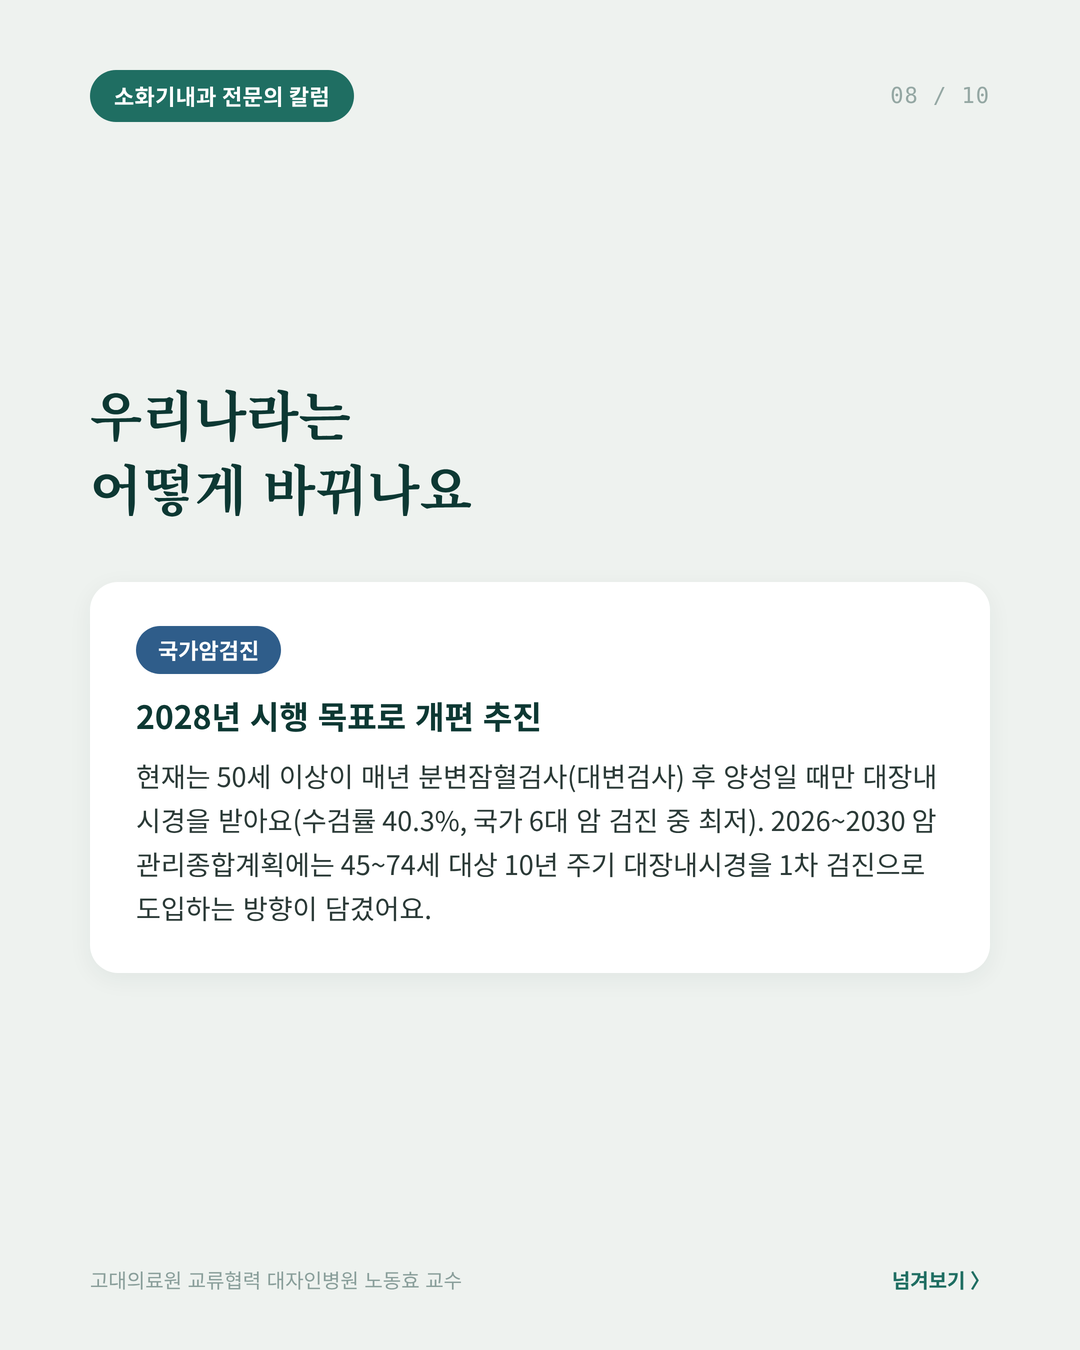 소화기내과 전문의 칼럼
08 / 10
우리나라는
어떻게 바뀌나요
국가암검진
2028년 시행 목표로 개편 추진
현재는 50세 이상이 매년 분변잠혈검사(대변검사) 후 양성일 때만 대장내
시경을 받아요(수검률 40.3%, 국가 6대 암 검진 중 최저). 2026~2030 암
관리종합계획에는 45~74세 대상 10년 주기 대장내시경을 1차 검진으로
도입하는 방향이 담겼어요.
고대의료원 교류협력 대자인병원 노동효 교수
넘겨보기 〉